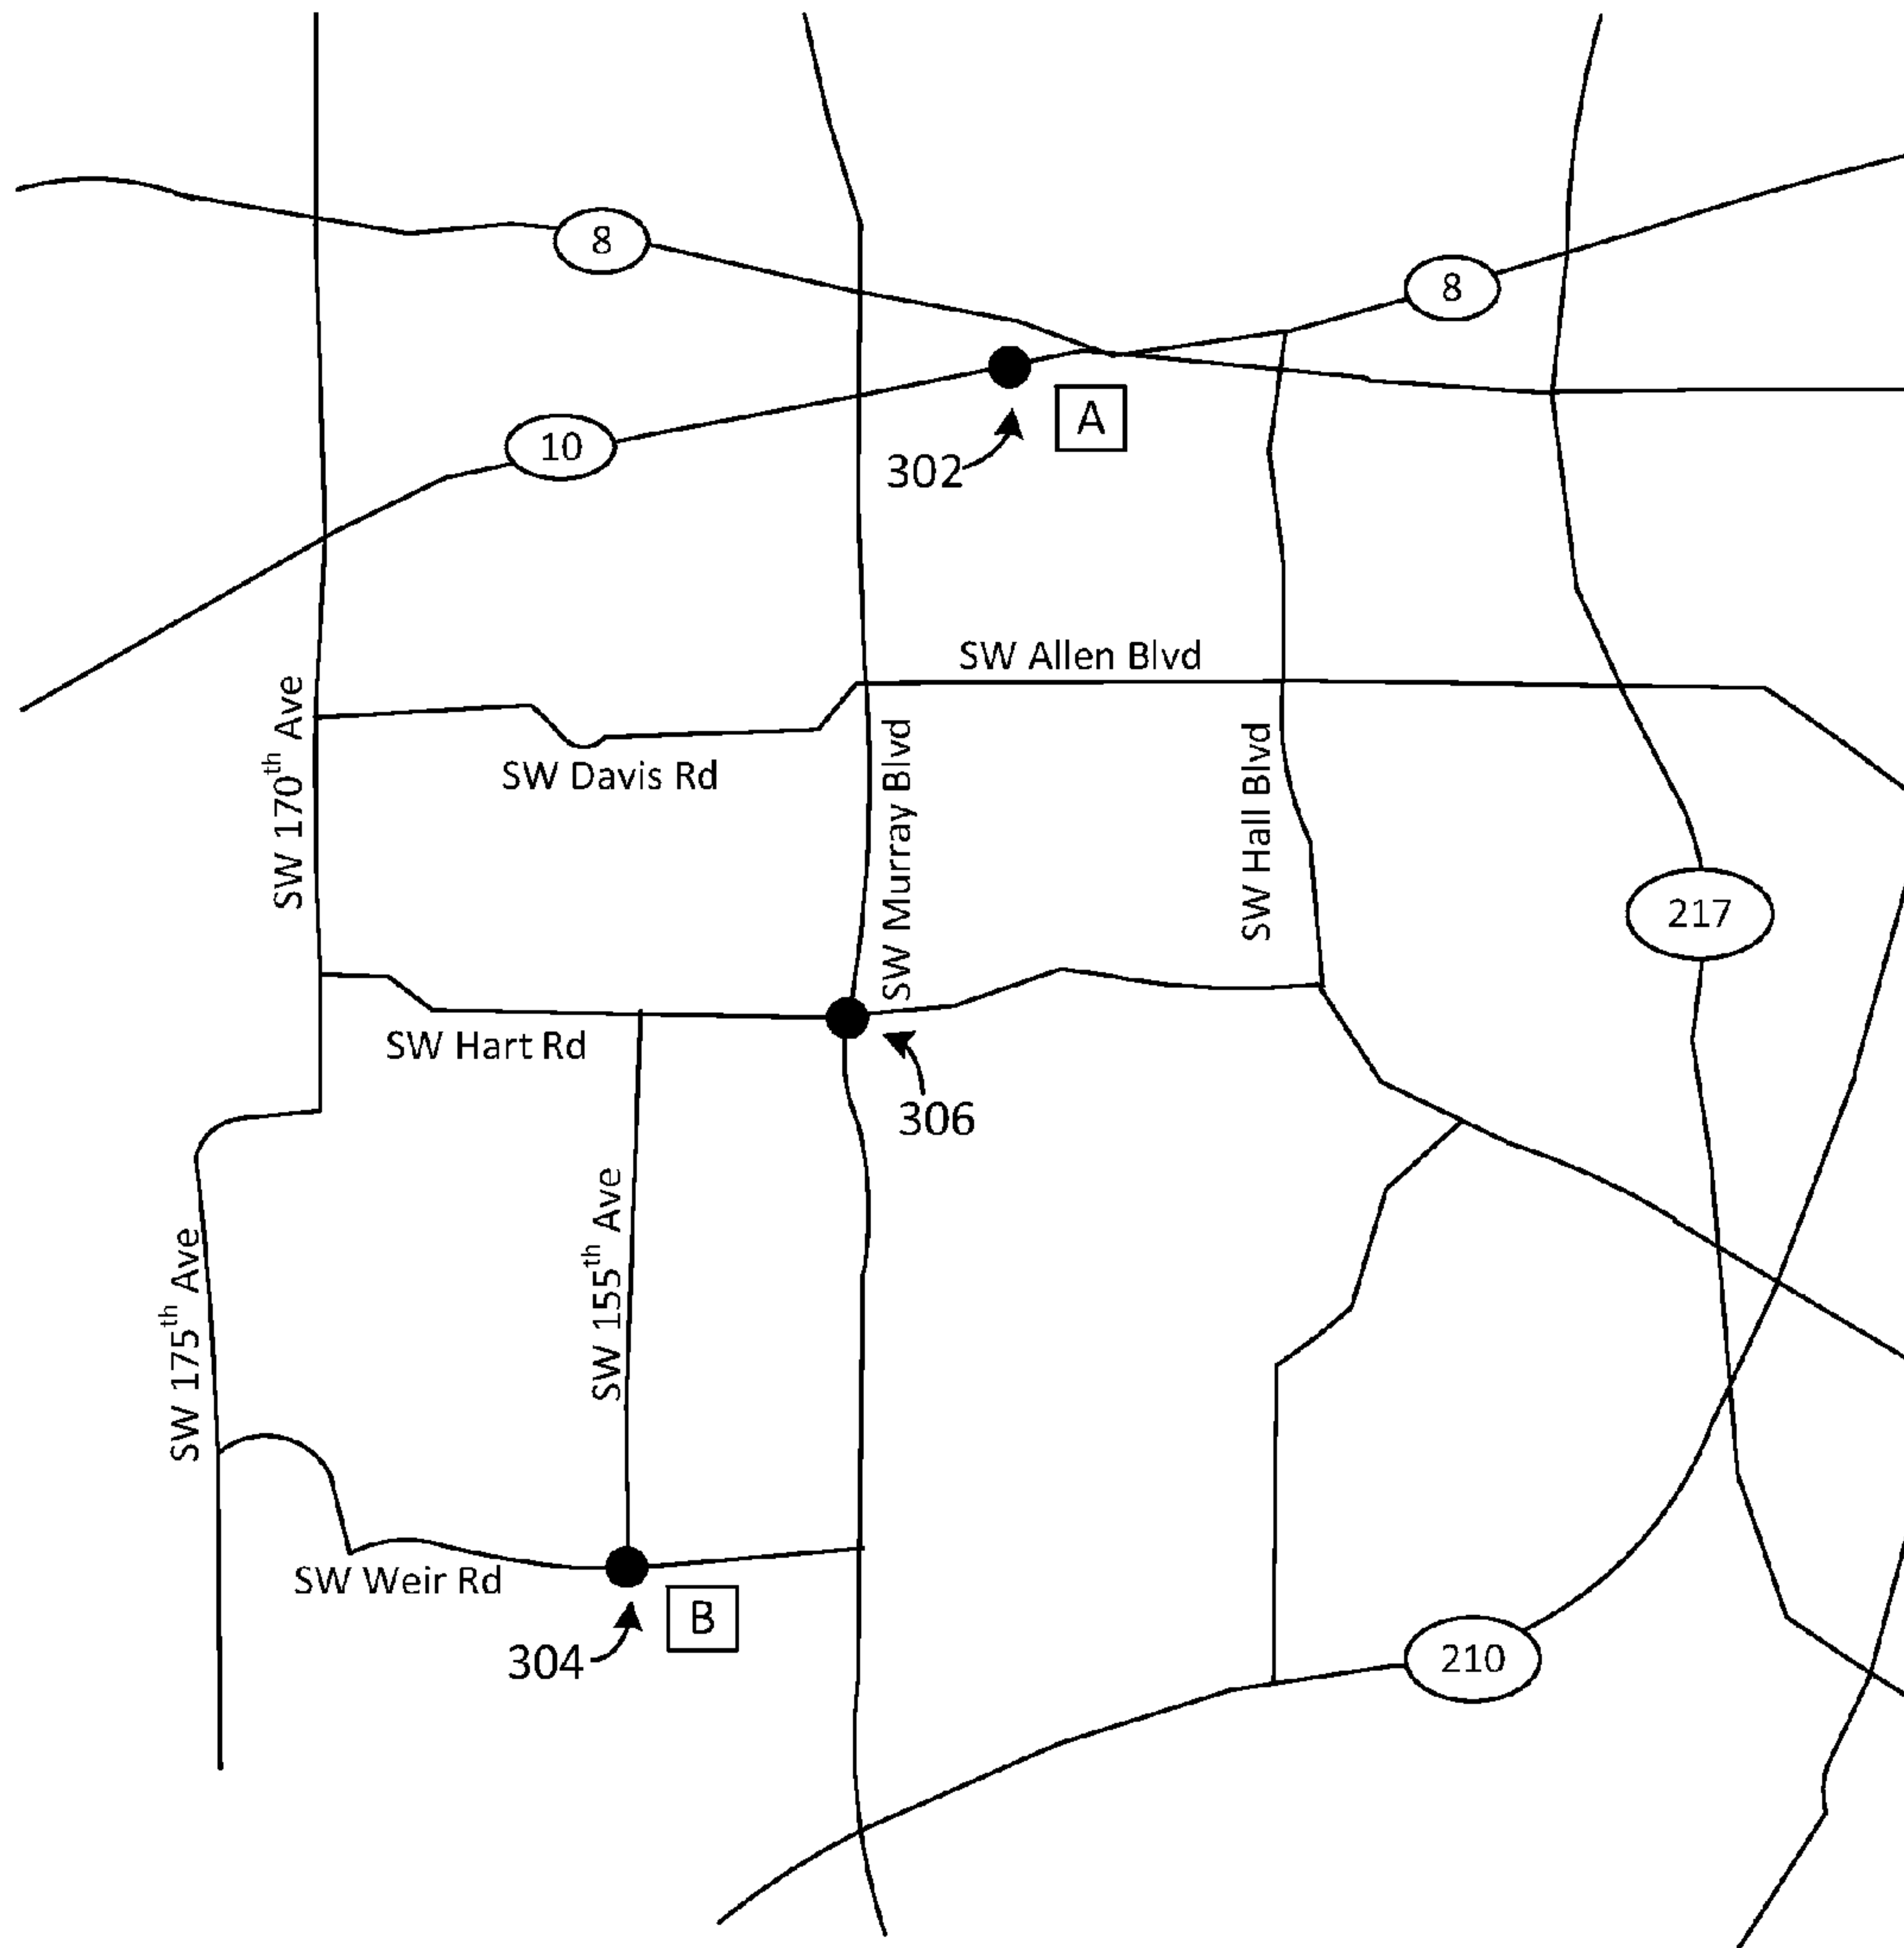 8
8
10
A
302
SW Allen Blvd
SW 170th Ave
SW Davis Rd
SW Murray Blvd
SW Hall Blvd
217
SW Hart Rd
306
SW 175th Ave
SW 155th Ave
SW Weir Rd
B
304
210